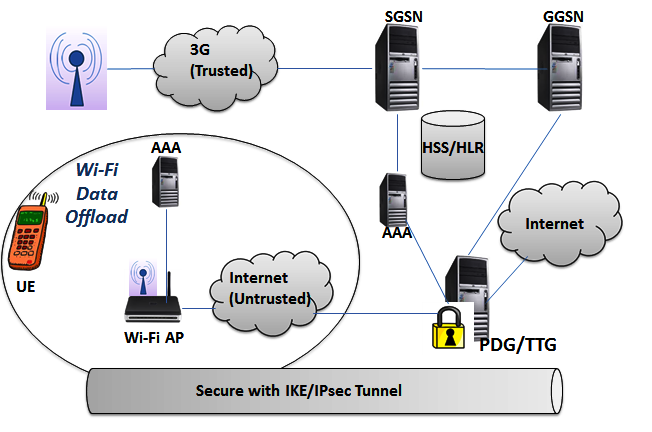 SGSN
GGSN
3G
(Trusted)
HSS/HLR
AAA
Wi-Fi
Data
Offload
AAA
Internet
UE
Internet
(Untrusted)
Wi-Fi AP
PDG/TTG
Secure with IKE/IPsec Tunnel